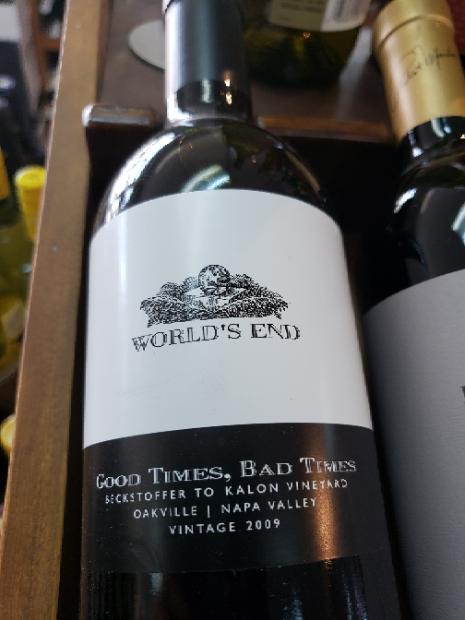 WORLD'S END
GOOD TIMES, BAD TIMES
BECKSTOFFER TO KALON VINEYARD
OAKVILLE | NAPA VALLEY
VINTAGE 2009